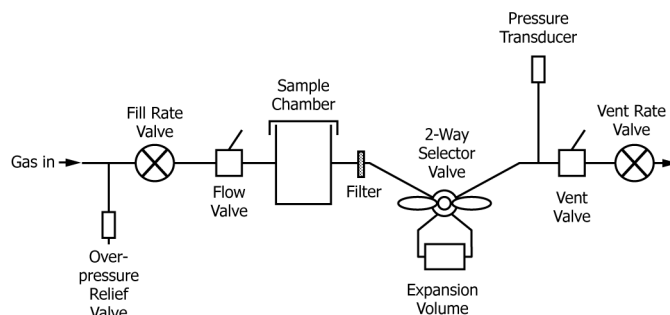 Pressure
Transducer
Sample
Chamber
Fill Rate
Valve
Vent Rate
Valve
2-Way
Selector
Valve
Gas in
Flow
Valve
Filter
Vent
Valve
Over-
pressure
Relief
Valve
Expansion
Volume